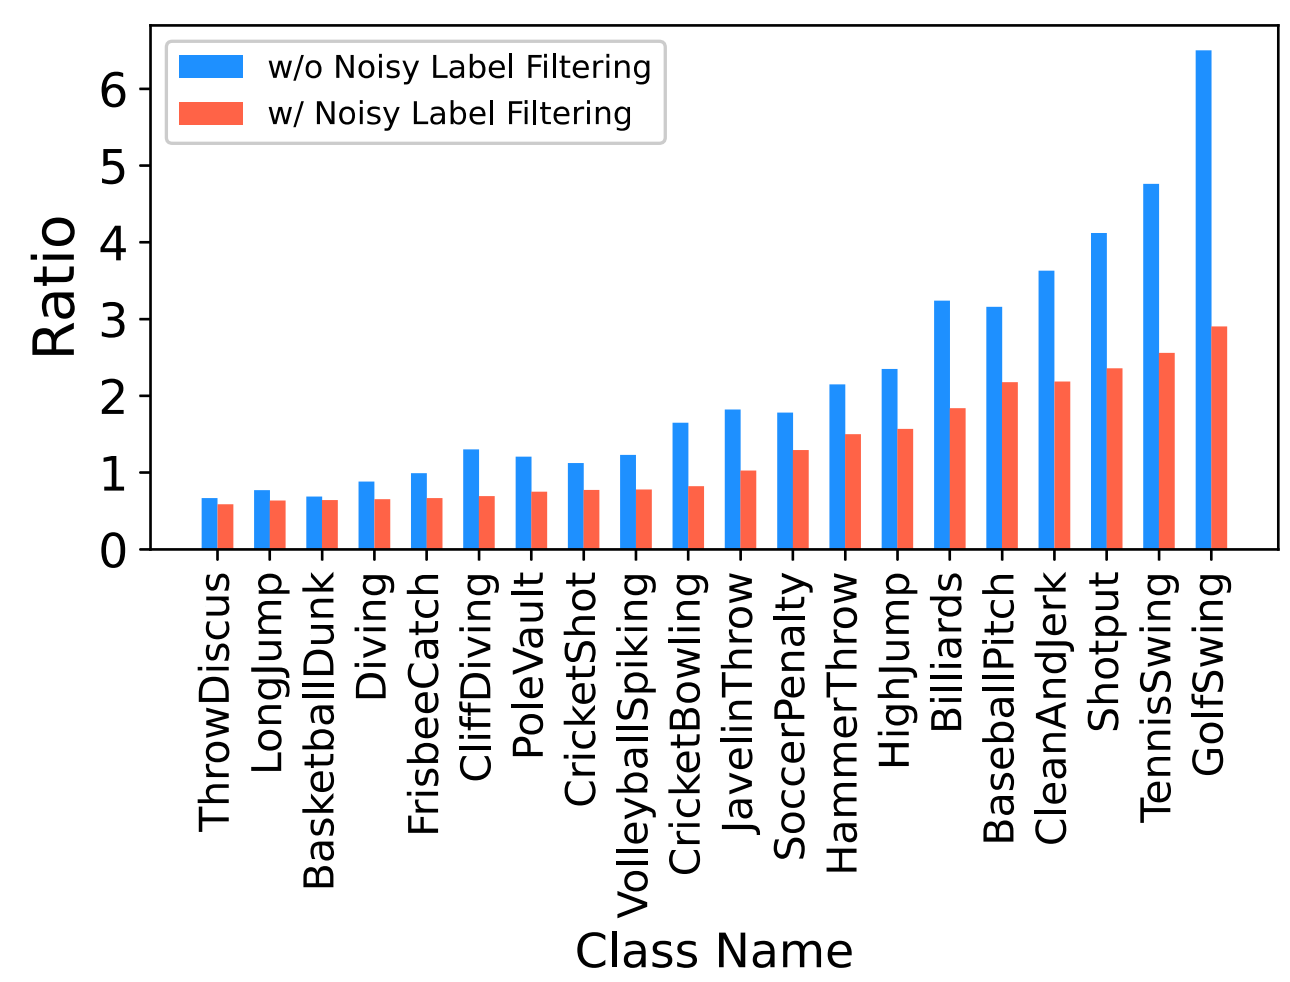 w/o Noisy Label Filtering
w/ Noisy Label Filtering
Ratio
6
5
4
3
2
1
0
ThrowDiscus
LongJump
BasketballDunk
Diving
FrisbeeCatch
CliffDiving
PoleVault
CricketShot
VolleyballSpiking
CricketBowling
JavelinThrow
SoccerPenalty
HammerThrow
HighJump
Billiards
BaseballPitch
CleanAndJerk
Shotput
TennisSwing
GolfSwing
Class Name